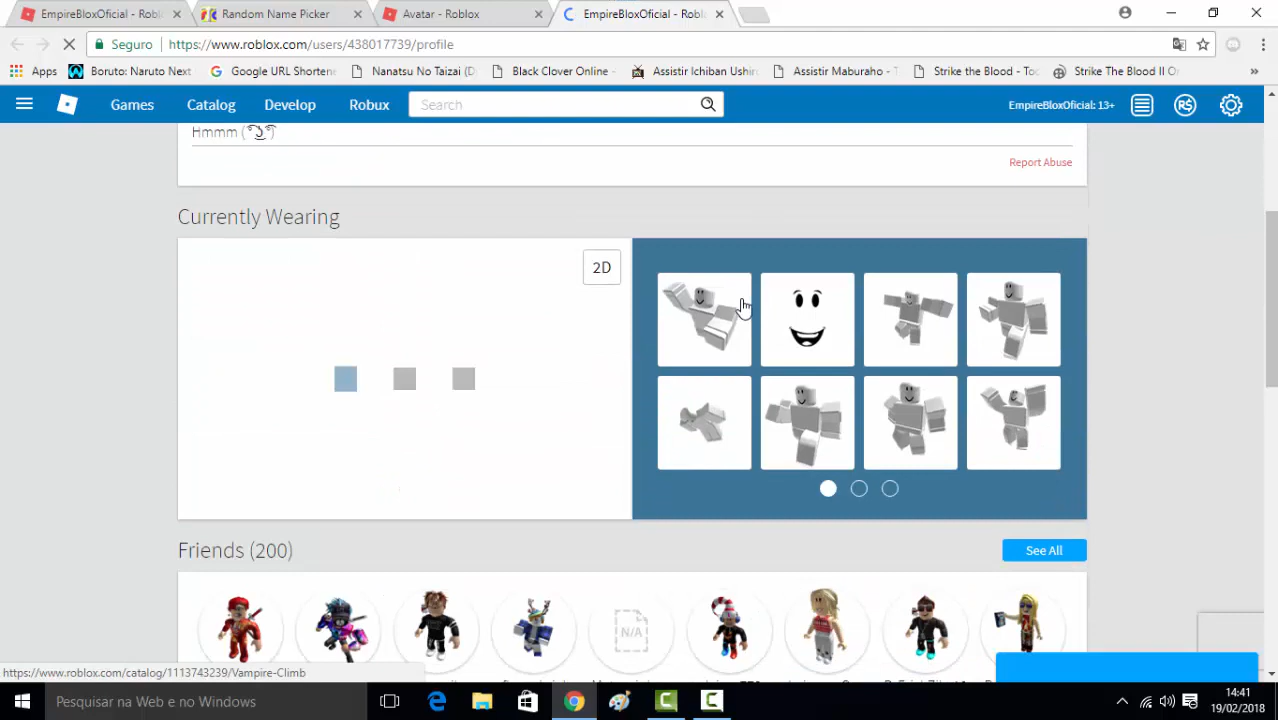 EmpireBloxOficial - Robl
Random Name Picker
Avatar - Roblox
EmpireBloxOficial - Robl
Seguro
https://www.roblox.com/users/438017739/profile
Apps
Boruto: Naruto Next
Google URL Shortene
Nanatsu No Taizai (De
Black Clover Online -
Assistir Ichiban Ushir
Assistir Maburaho - T
Strike the Blood - Too
Strike The Blood II Or
»
Games
Catalog
Develop
Robux
Search
EmpireBloxOficial: 13+
R$
Hmmm ( ͡° ͜ʖ ͡°)
Report Abuse
Currently Wearing
2D
Friends (200)
See All
N/A
https://www.roblox.com/catalog/1113743239/Vampire-Climb
Pesquisar na Web e no Windows
14:41
19/02/2018